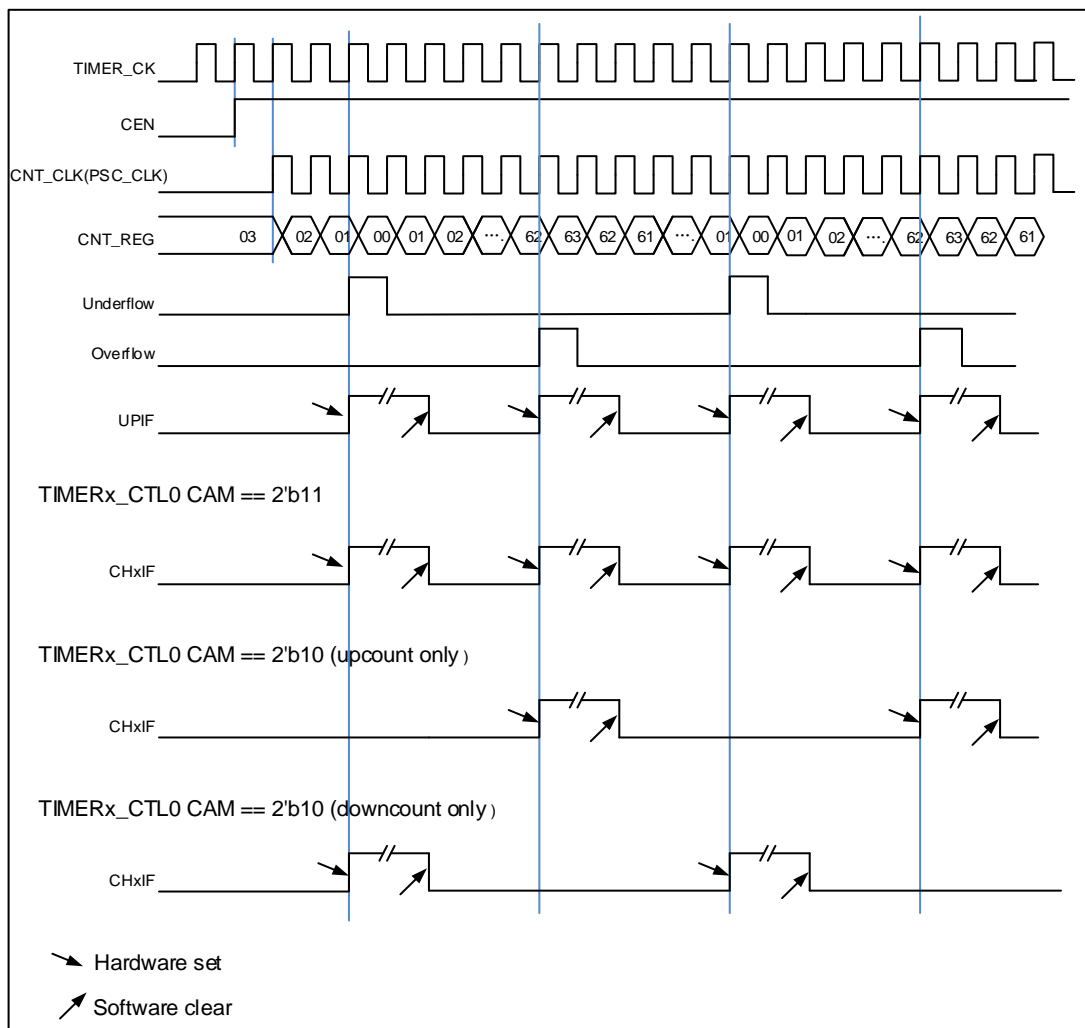 TIMER_CK
CEN
CNT_CLK(PSC_CLK)
CNT_REG 03 02 01 00 01 02 .... 62 63 62 61 .... 01 00 01 02 .... 62 63 62 61
Underflow
Overflow
UPIF
TIMERx_CTL0 CAM == 2'b11
CHxIF
TIMERx_CTL0 CAM == 2'b10 (upcount only)
CHxIF
TIMERx_CTL0 CAM == 2'b10 (downcount only)
CHxIF
Hardware set
Software clear